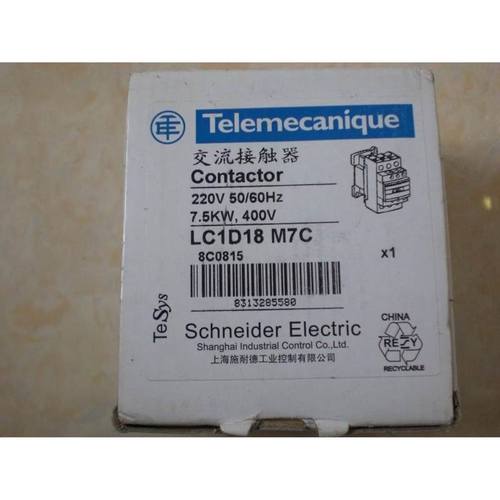 Telemecanique
交流接触器
Contactor
220V 50/60Hz
7.5KW, 400V
LC1D18 M7C
8C0815
x1
8313285580
TeSys
Schneider Electric
Shanghai Industrial Control Co.,Ltd.
上海施耐德工业控制有限公司
CHINA
RE-Y
RECYCLABLE